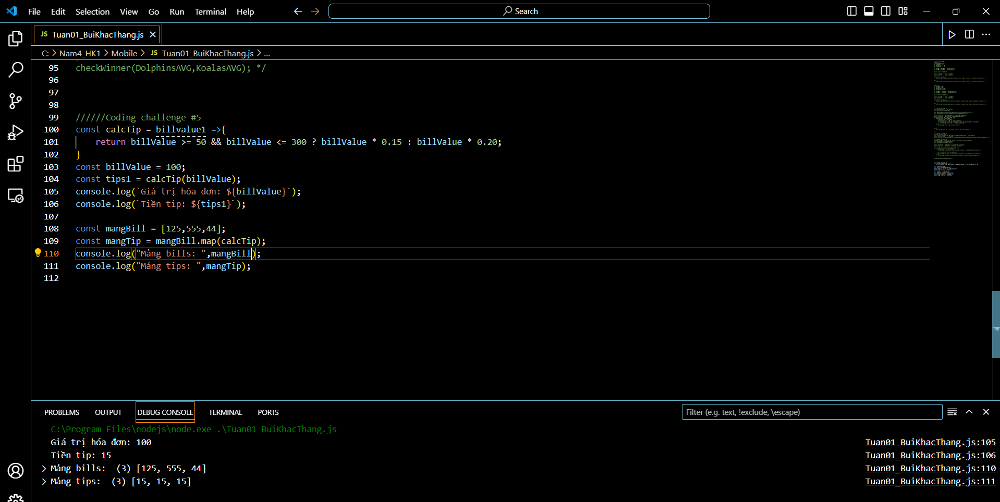 File Edit Selection View Go Run Terminal Help
Search
JS Tuan01_BuiKhacThang.js
C: > Nam4_HK1 > Mobile > JS Tuan01_BuiKhacThang.js > ...
95 checkWinner(DolphinsAVG,KoalasAVG); */
96
97
98
99 //////Coding challenge #5
100 const calcTip = billvalue1 =>{
101 return billValue >= 50 && billValue <= 300 ? billValue * 0.15 : billValue * 0.20;
102 }
103 const billValue = 100;
104 const tips1 = calcTip(billValue);
105 console.log(`Giá trị hóa đơn: ${billValue}`);
106 console.log(`Tiền tip: ${tips1}`);
107
108 const mangBill = [125,555,44];
109 const mangTip = mangBill.map(calcTip);
110 console.log("Mảng bills: ",mangBill);
111 console.log("Mảng tips: ",mangTip);
112
PROBLEMS OUTPUT DEBUG CONSOLE TERMINAL PORTS
Filter (e.g. text, !exclude, \escape)
C:\Program Files\nodejs\node.exe .\Tuan01_BuiKhacThang.js
Giá trị hóa đơn: 100 Tuan01_BuiKhacThang.js:105
Tiền tip: 15 Tuan01_BuiKhacThang.js:106
> Mảng bills: (3) [125, 555, 44] Tuan01_BuiKhacThang.js:110
> Mảng tips: (3) [15, 15, 15] Tuan01_BuiKhacThang.js:111